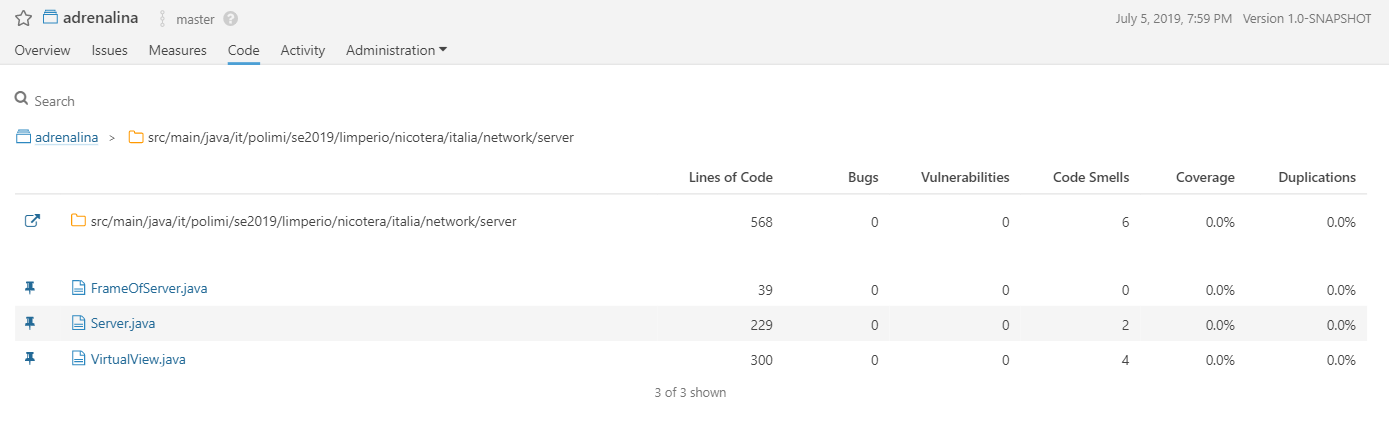 adrenalina master ? July 5, 2019, 7:59 PM Version 1.0-SNAPSHOT
Overview Issues Measures Code Activity Administration
Search
adrenalina > src/main/java/it/polimi/se2019/limperio/nicotera/italia/network/server
Lines of Code Bugs Vulnerabilities Code Smells Coverage Duplications
src/main/java/it/polimi/se2019/limperio/nicotera/italia/network/server 568 0 0 6 0.0% 0.0%
FrameOfServer.java 39 0 0 0 0.0% 0.0%
Server.java 229 0 0 2 0.0% 0.0%
VirtualView.java 300 0 0 4 0.0% 0.0%
3 of 3 shown